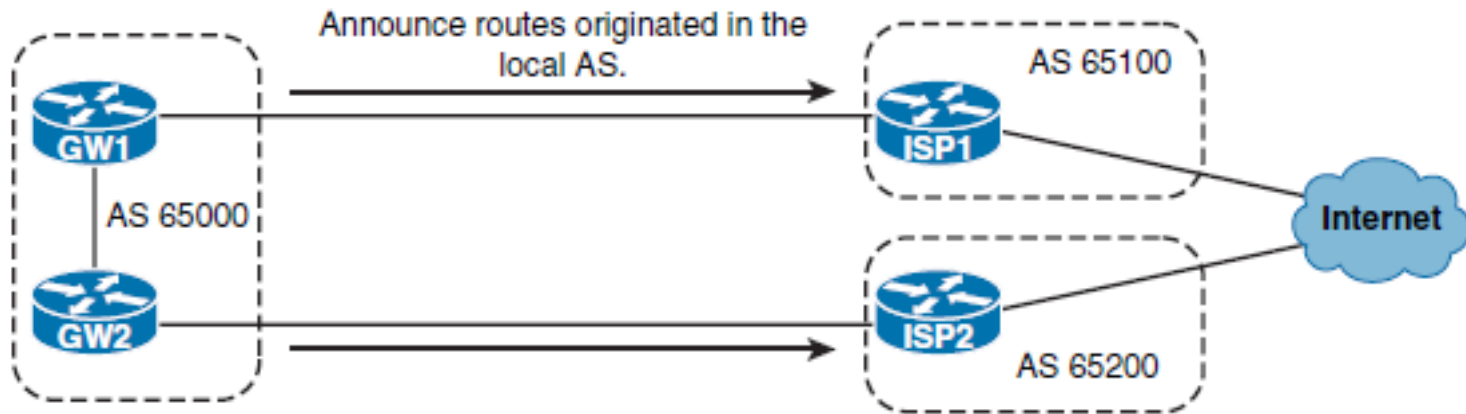 Announce routes originated in the
local AS.
AS 65100
GW1
ISP1
AS 65000
Internet
GW2
ISP2
AS 65200